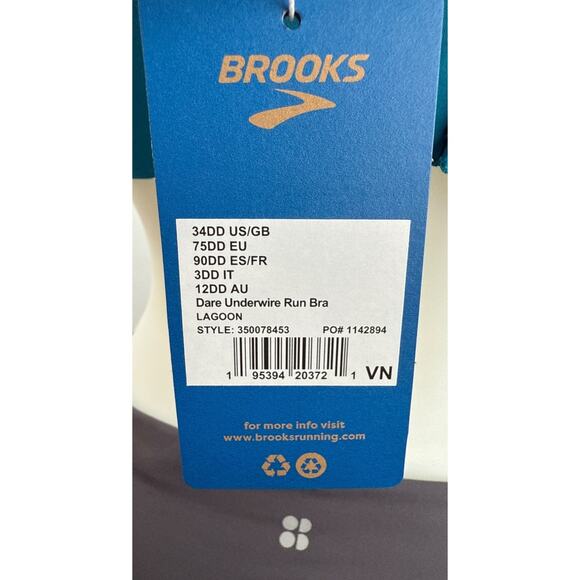 BROOKS
34DD US/GB
75DD EU
90DD ES/FR
3DD IT
12DD AU
Dare Underwire Run Bra
LAGOON
STYLE: 350078453 PO# 1142894
1 95394 20372 1 VN
for more info visit
www.brooksrunning.com